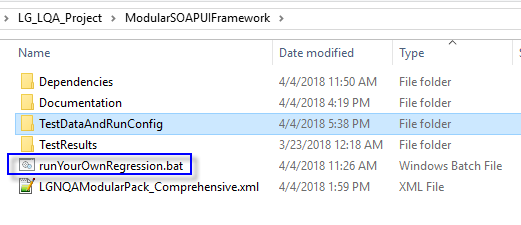 LG_LQA_Project > ModularSOAPUIFramework >
Name Date modified Type
Dependencies 4/4/2018 11:50 AM File folder
Documentation 4/4/2018 4:19 PM File folder
TestDataAndRunConfig 4/4/2018 5:38 PM File folder
TestResults 3/23/2018 12:18 AM File folder
runYourOwnRegression.bat 4/4/2018 11:26 AM Windows Batch File
LGNQAModularPack_Comprehensive.xml 4/4/2018 1:59 PM XML File